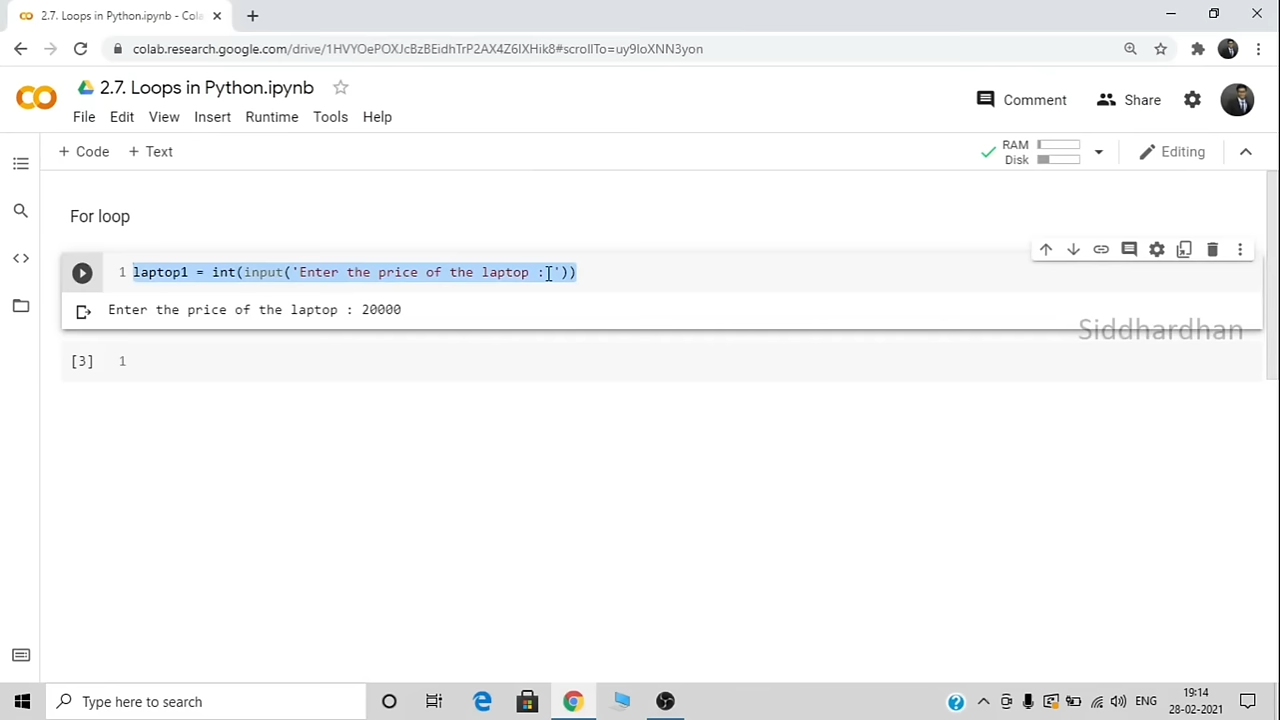 2.7. Loops in Python.ipynb - Cola
colab.research.google.com/drive/1HVYOePOXJcBzBEidhTrP2AX4Z6IXHik8#scrollTo=uy9IoXNN3yon
2.7. Loops in Python.ipynb
Comment
Share
File Edit View Insert Runtime Tools Help
+ Code + Text
RAM
Disk
Editing
For loop
1 laptop1 = int(input('Enter the price of the laptop : '))
Enter the price of the laptop : 20000
Siddhardhan
[3] 1
Type here to search
ENG
19:14
28-02-2021